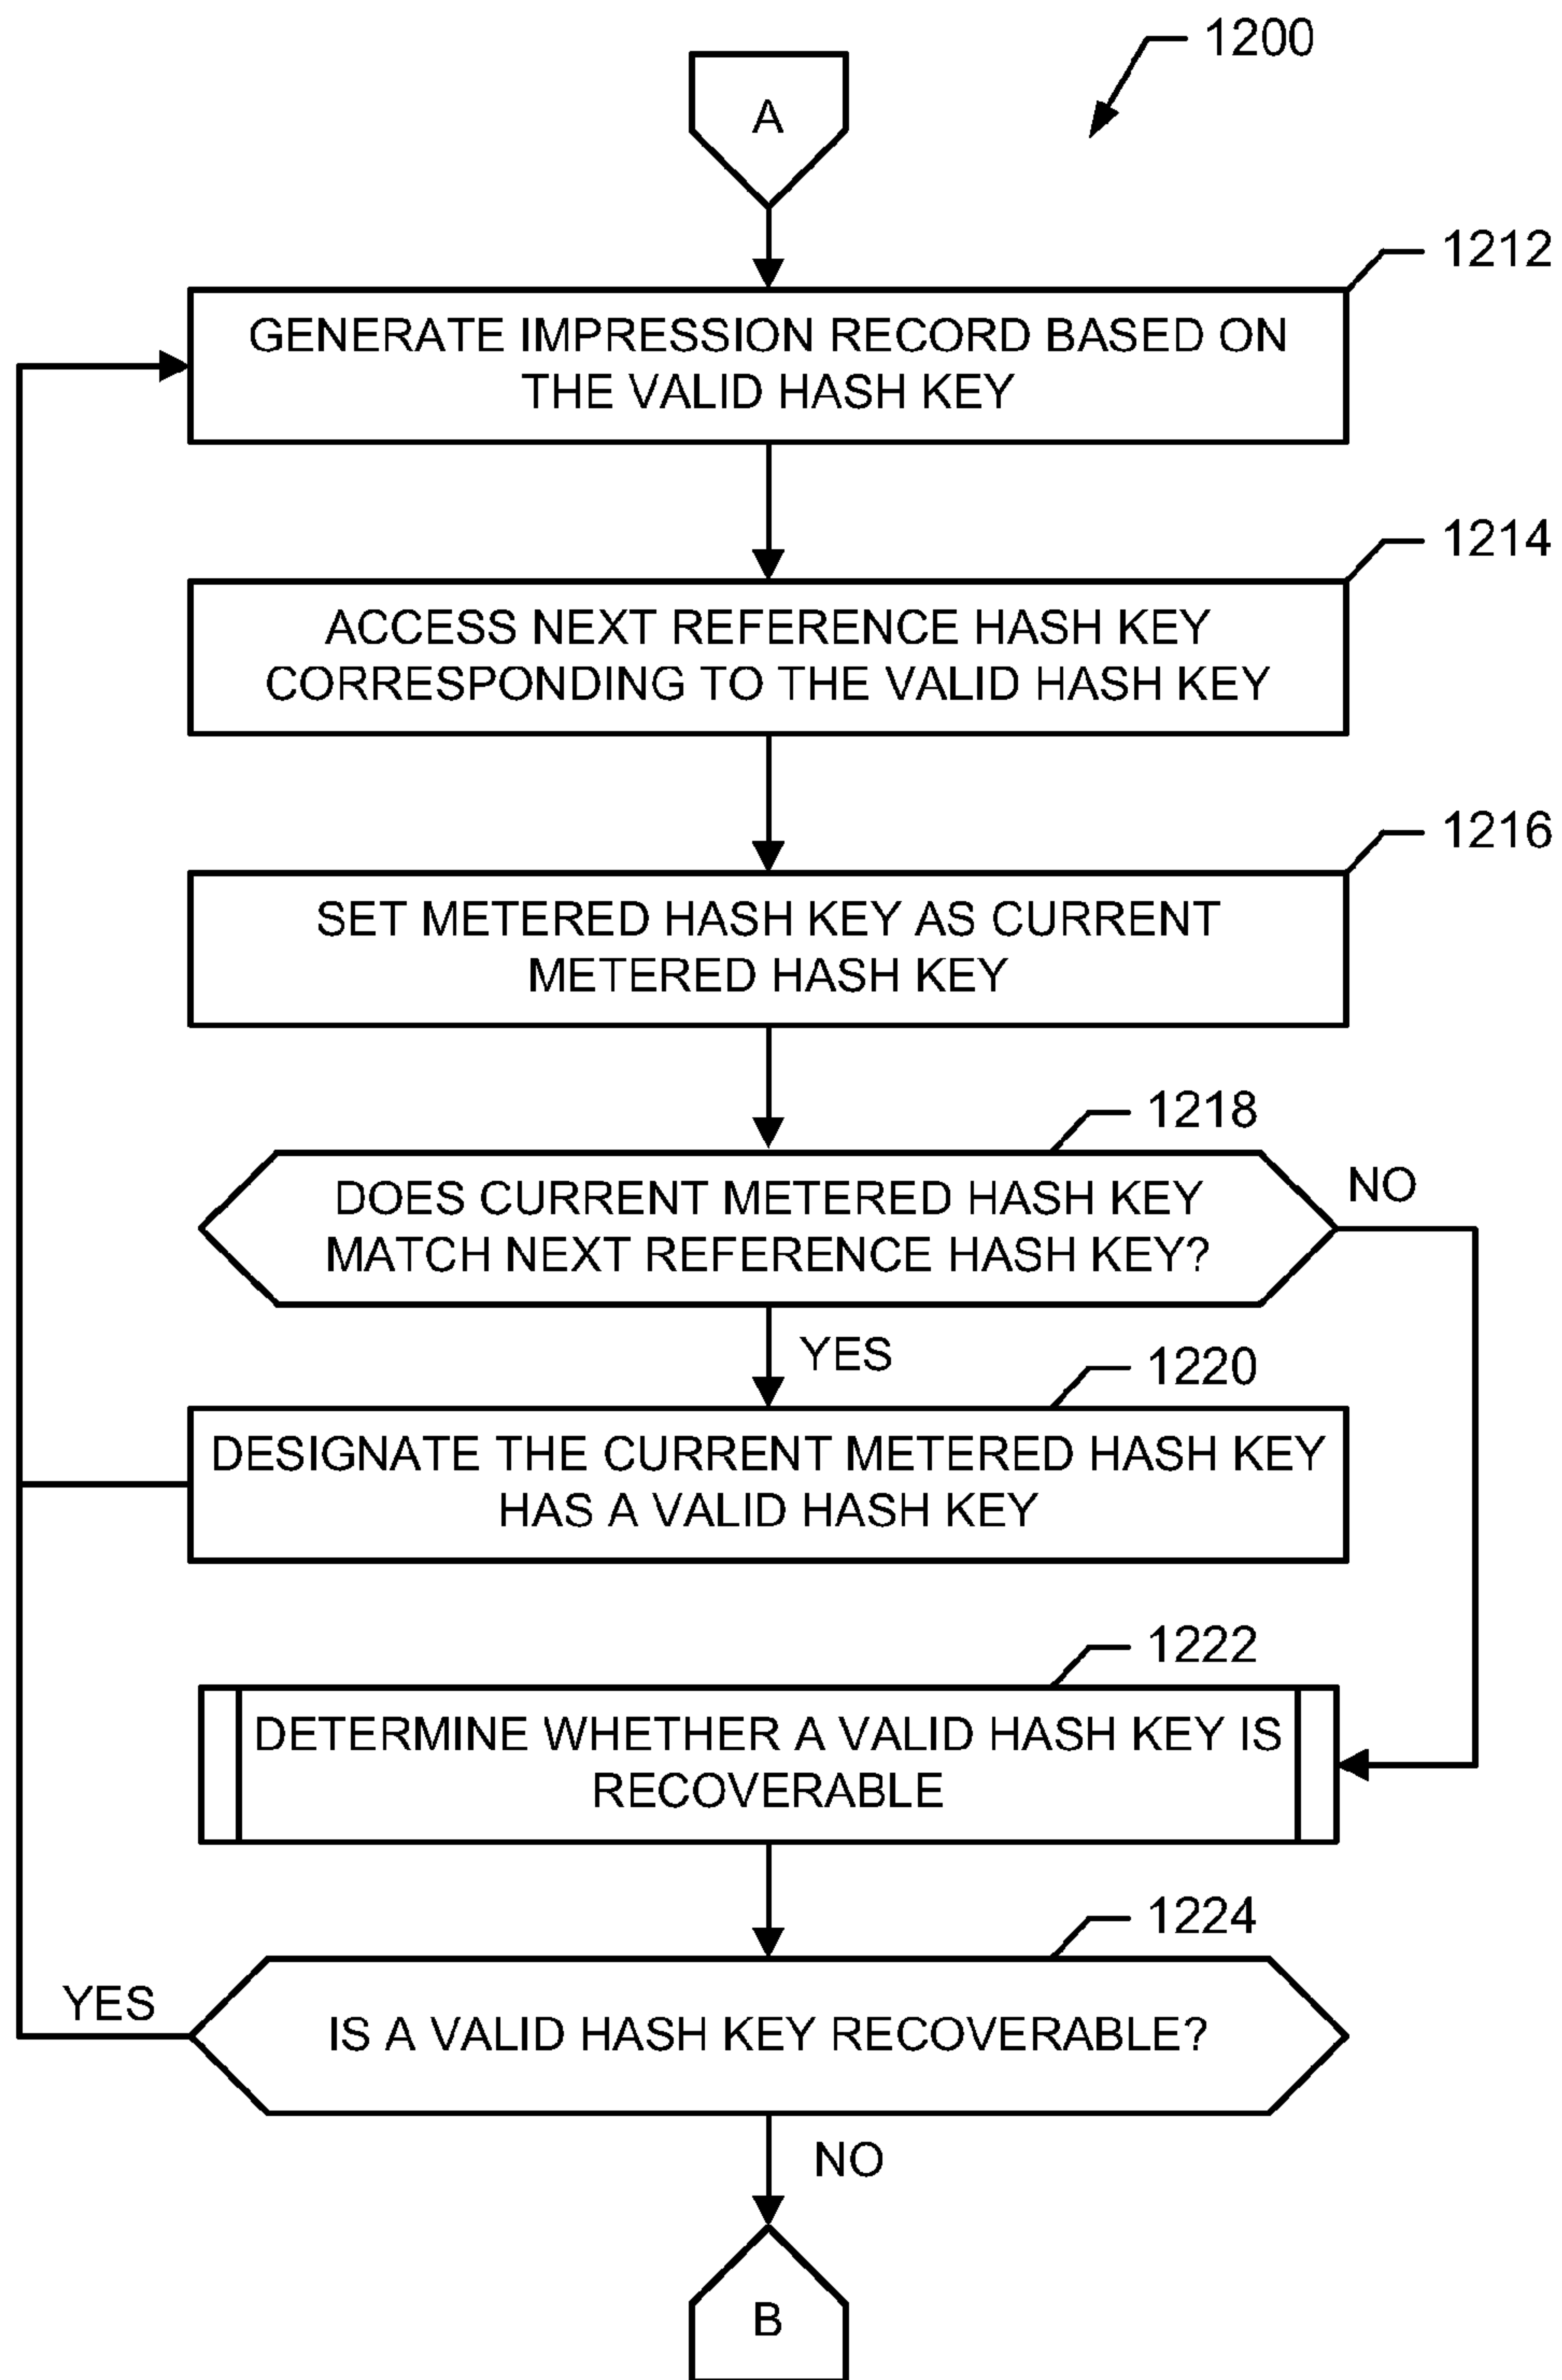 1200
A
1212
GENERATE IMPRESSION RECORD BASED ON
THE VALID HASH KEY
1214
ACCESS NEXT REFERENCE HASH KEY
CORRESPONDING TO THE VALID HASH KEY
1216
SET METERED HASH KEY AS CURRENT
METERED HASH KEY
1218
DOES CURRENT METERED HASH KEY
MATCH NEXT REFERENCE HASH KEY?
NO
YES
1220
DESIGNATE THE CURRENT METERED HASH KEY
HAS A VALID HASH KEY
1222
DETERMINE WHETHER A VALID HASH KEY IS
RECOVERABLE
1224
YES
IS A VALID HASH KEY RECOVERABLE?
NO
B